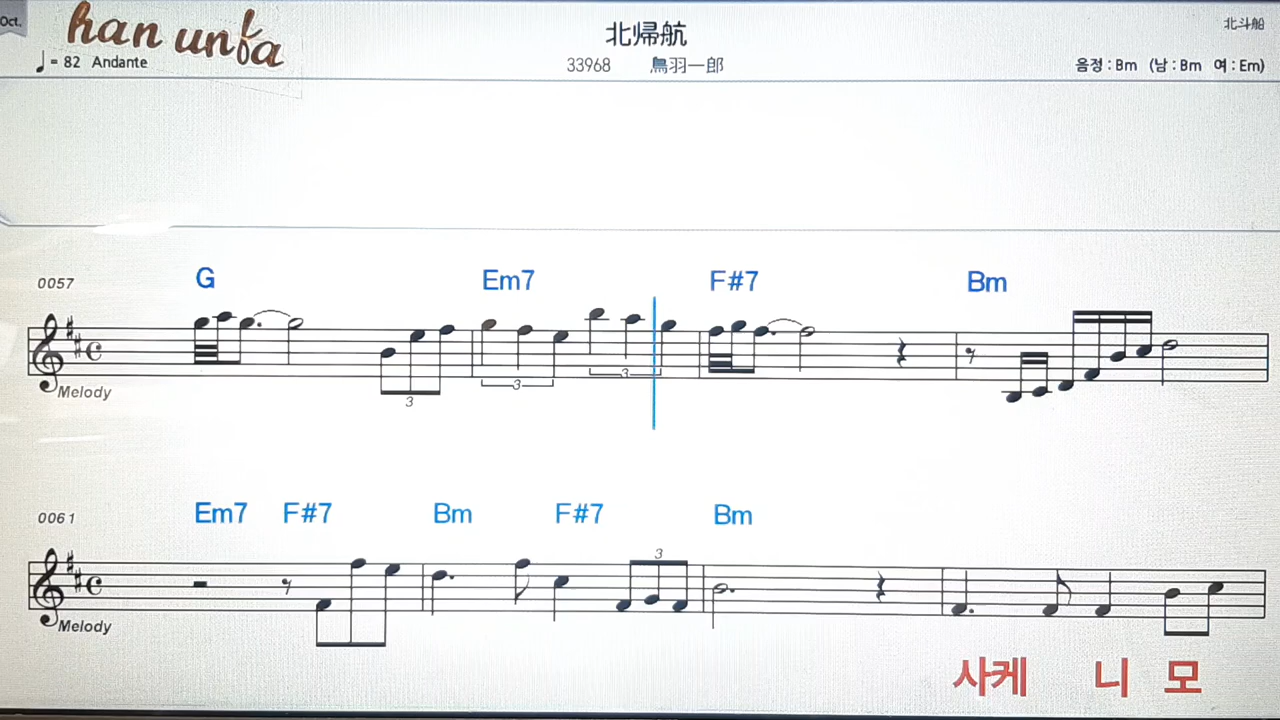 Oct.
han unfa
北帰航
北斗船
♩ = 82 Andante
33968 鳥羽一郎
음정 : Bm (남 : Bm 여 : Em)
0057 G Em7 F#7 Bm
3 3 3
Melody
0061 Em7 F#7 Bm F#7 Bm
3
Melody
사케 니 모